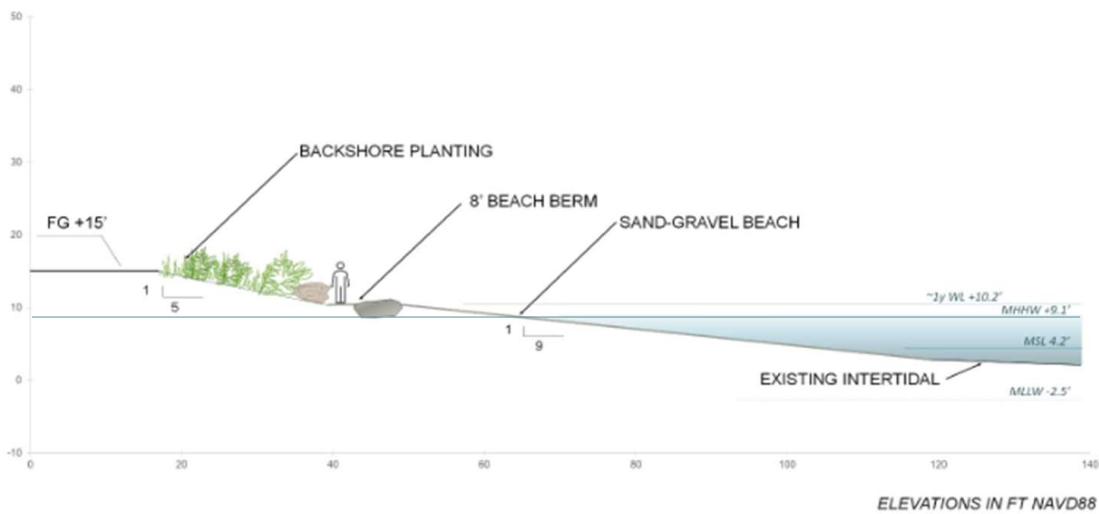 50
40
30
BACKSHORE PLANTING
8' BEACH BERM
FG +15'
SAND-GRAVEL BEACH
20
1
5
10
~1y WL +10.2'
MHHW +9.1'
1
9
MSL 4.2'
EXISTING INTERTIDAL
0
MLLW -2.5'
-10
0 20 40 60 80 100 120 140
ELEVATIONS IN FT NAVD88